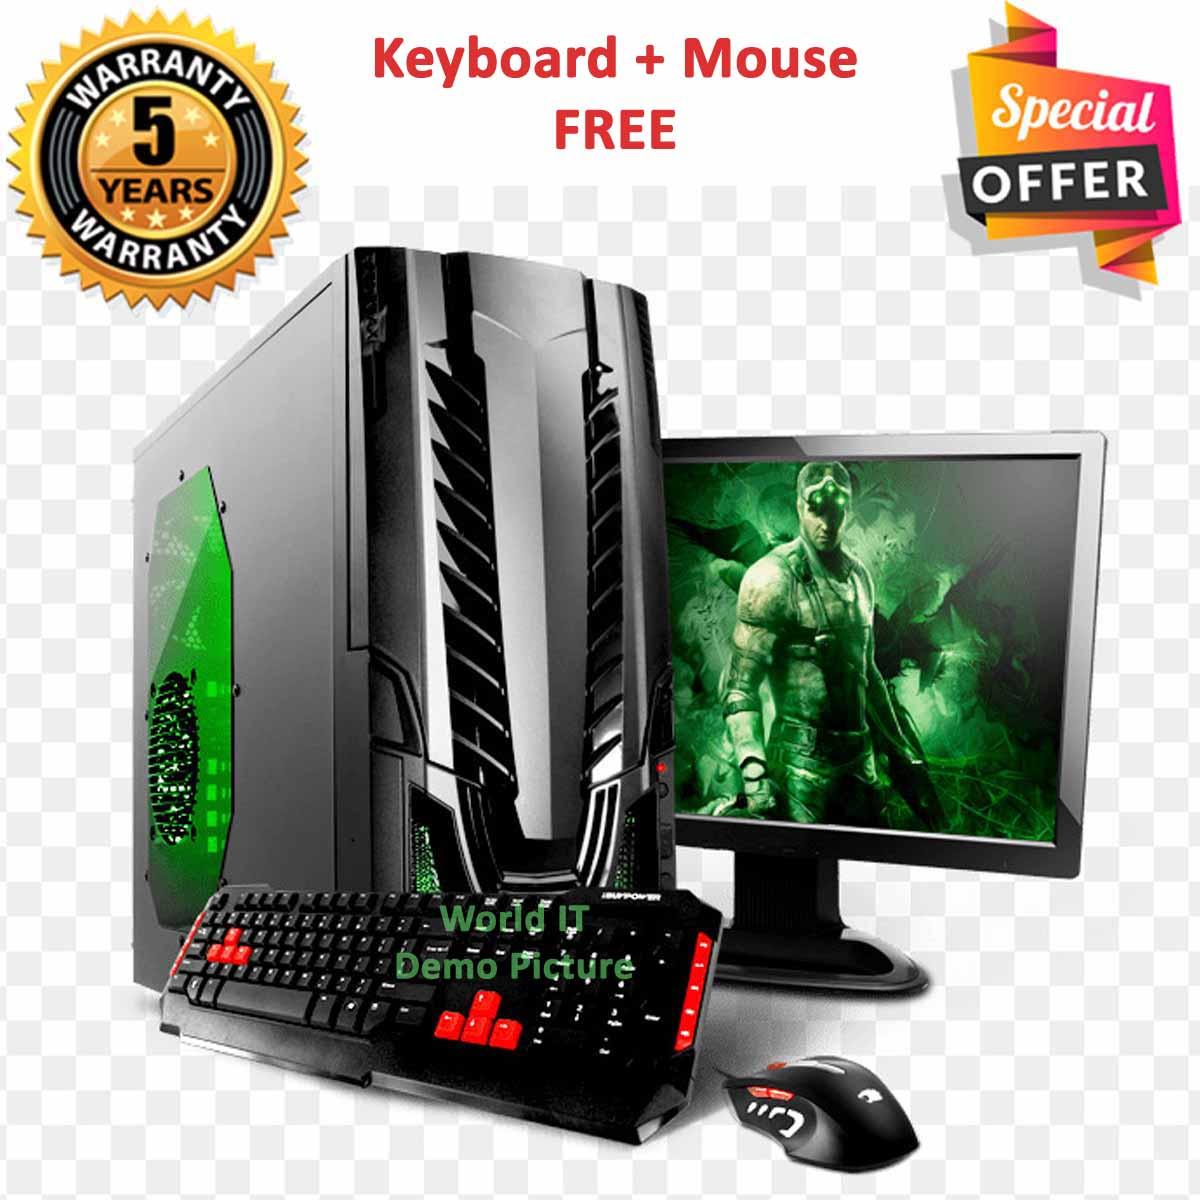 WARRANTY
5
YEARS
WARRANTY
Keyboard + Mouse
FREE
Special
OFFER
World IT
Demo Picture